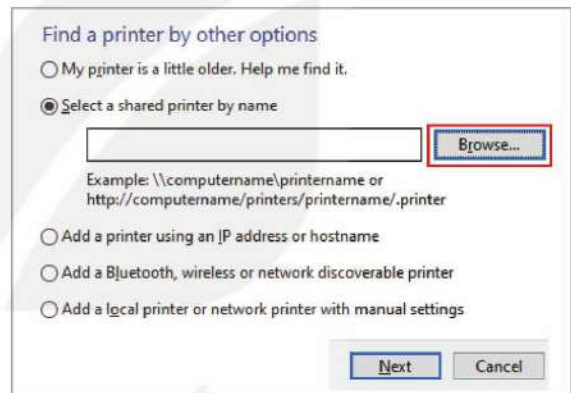 Find a printer by other options
My printer is a little older. Help me find it.
Select a shared printer by name
Browse...
Example: \\computername\printername or
http://computername/printers/printername/.printer
Add a printer using an IP address or hostname
Add a Bluetooth, wireless or network discoverable printer
Add a local printer or network printer with manual settings
Next Cancel